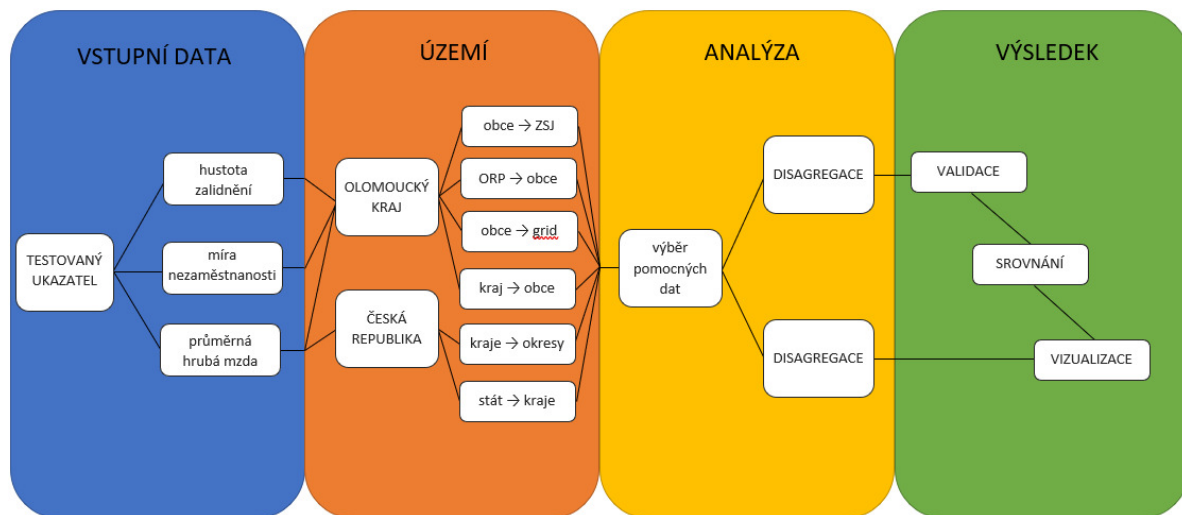 VSTUPNÍ DATA
ÚZEMÍ
ANALÝZA
VÝSLEDEK
TESTOVANÝ
UKAZATEL
hustota
zalidnění
míra
nezaměstnanosti
průměrná
hrubá mzda
OLOMOUCKÝ
KRAJ
ČESKÁ
REPUBLIKA
obce → ZSJ
ORP → obce
obce → grid
kraj → obce
kraje → okresy
stát → kraje
výběr
pomocných
dat
DISAGREGACE
DISAGREGACE
VALIDACE
SROVNÁNÍ
VIZUALIZACE